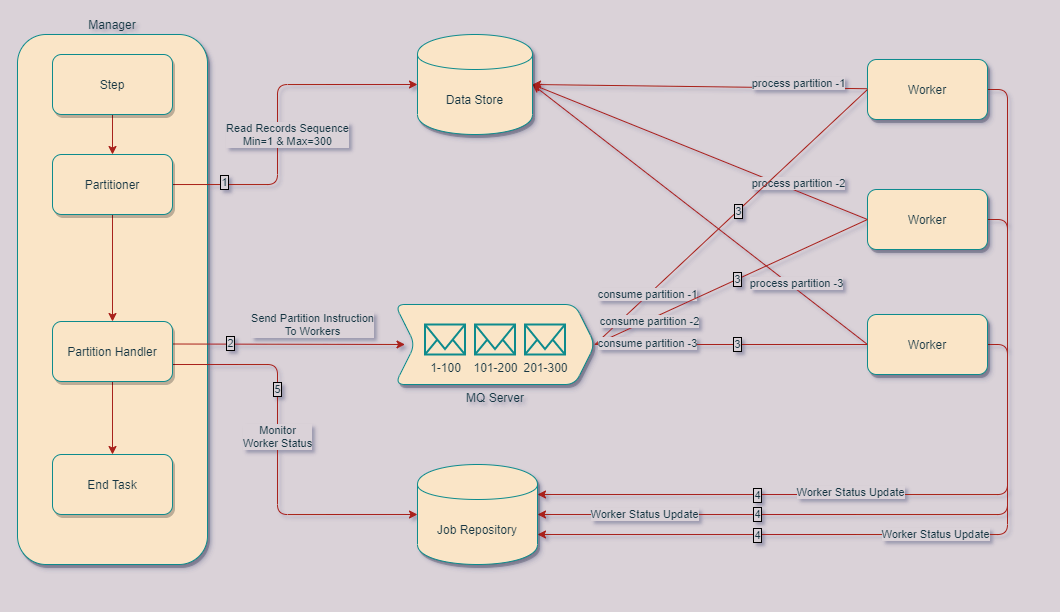 Manager
Step
Data Store
process partition -1
Worker
Read Records Sequence
Min=1 & Max=300
Partitioner
1
process partition -2
3
Worker
3
process partition -3
consume partition -1
consume partition -2
consume partition -3
3
Worker
Send Partition Instruction
To Workers
Partition Handler
2
1-100
101-200
201-300
MQ Server
5
Monitor
Worker Status
End Task
Job Repository
4
Worker Status Update
Worker Status Update
4
4
Worker Status Update